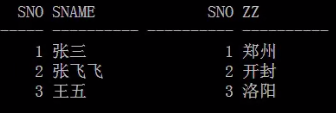 SNO SNAME SNO ZZ
----- ---------- ----- ----------
1 张三 1 郑州
2 张飞飞 2 开封
3 王五 3 洛阳